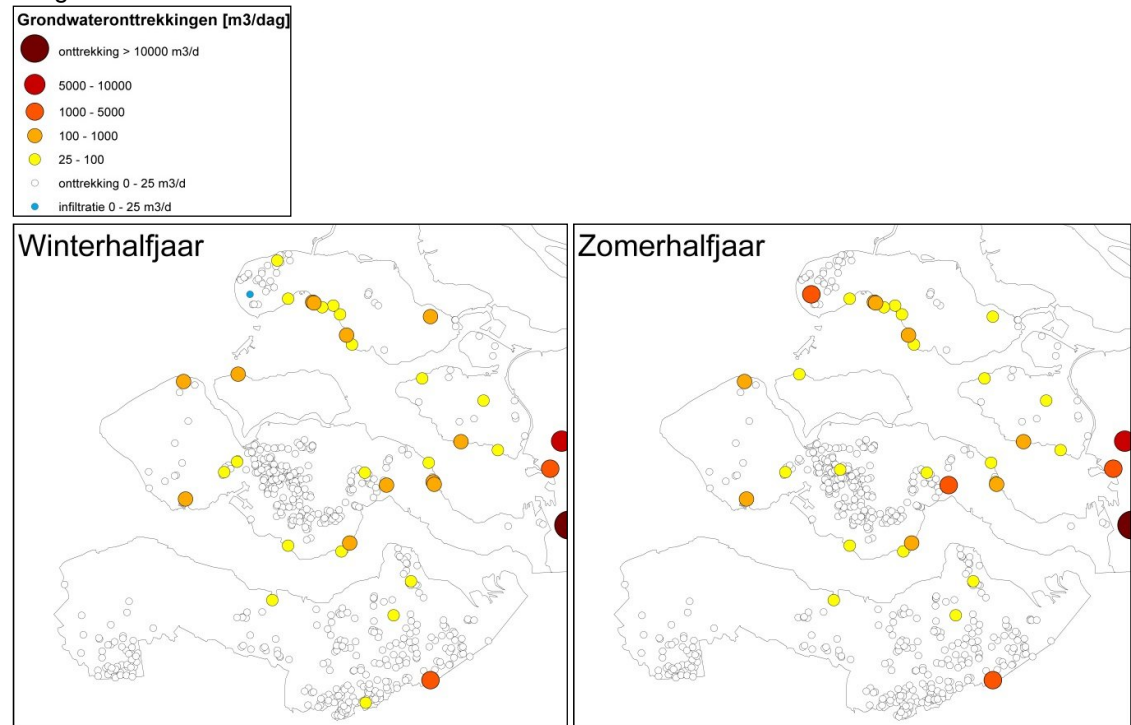 Grondwateronttrekkingen [m3/dag]
onttrekking > 10000 m3/d
5000 - 10000
1000 - 5000
100 - 1000
25 - 100
onttrekking 0 - 25 m3/d
infiltratie 0 - 25 m3/d
Winterhalfjaar
Zomerhalfjaar